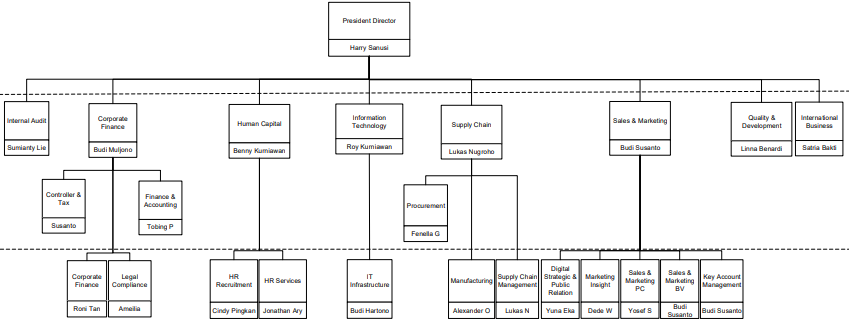 President Director
Harry Sanusi
Internal Audit
Sumianty Lie
Corporate
Finance
Budi Muljono
Human Capital
Benny Kurniawan
Information
Technology
Roy Kurniawan
Supply Chain
Lukas Nugroho
Sales & Marketing
Budi Susanto
Quality &
Development
Linna Benardi
International
Business
Satria Bakti
Controller &
Tax
Susanto
Finance &
Accounting
Tobing P
Procurement
Fenella G
Corporate
Finance
Roni Tan
Legal
Compliance
Ameilia
HR
Recruitment
Cindy Pingkan
HR Services
Jonathan Ary
IT
Infrastructure
Budi Hartono
Manufacturing
Alexander O
Supply Chain
Management
Lukas N
Digital
Strategic &
Public
Relation
Yuna Eka
Marketing
Insight
Dede W
Sales &
Marketing
PC
Yosef S
Sales &
Marketing
BV
Budi
Susanto
Key Account
Management
Budi Susanto